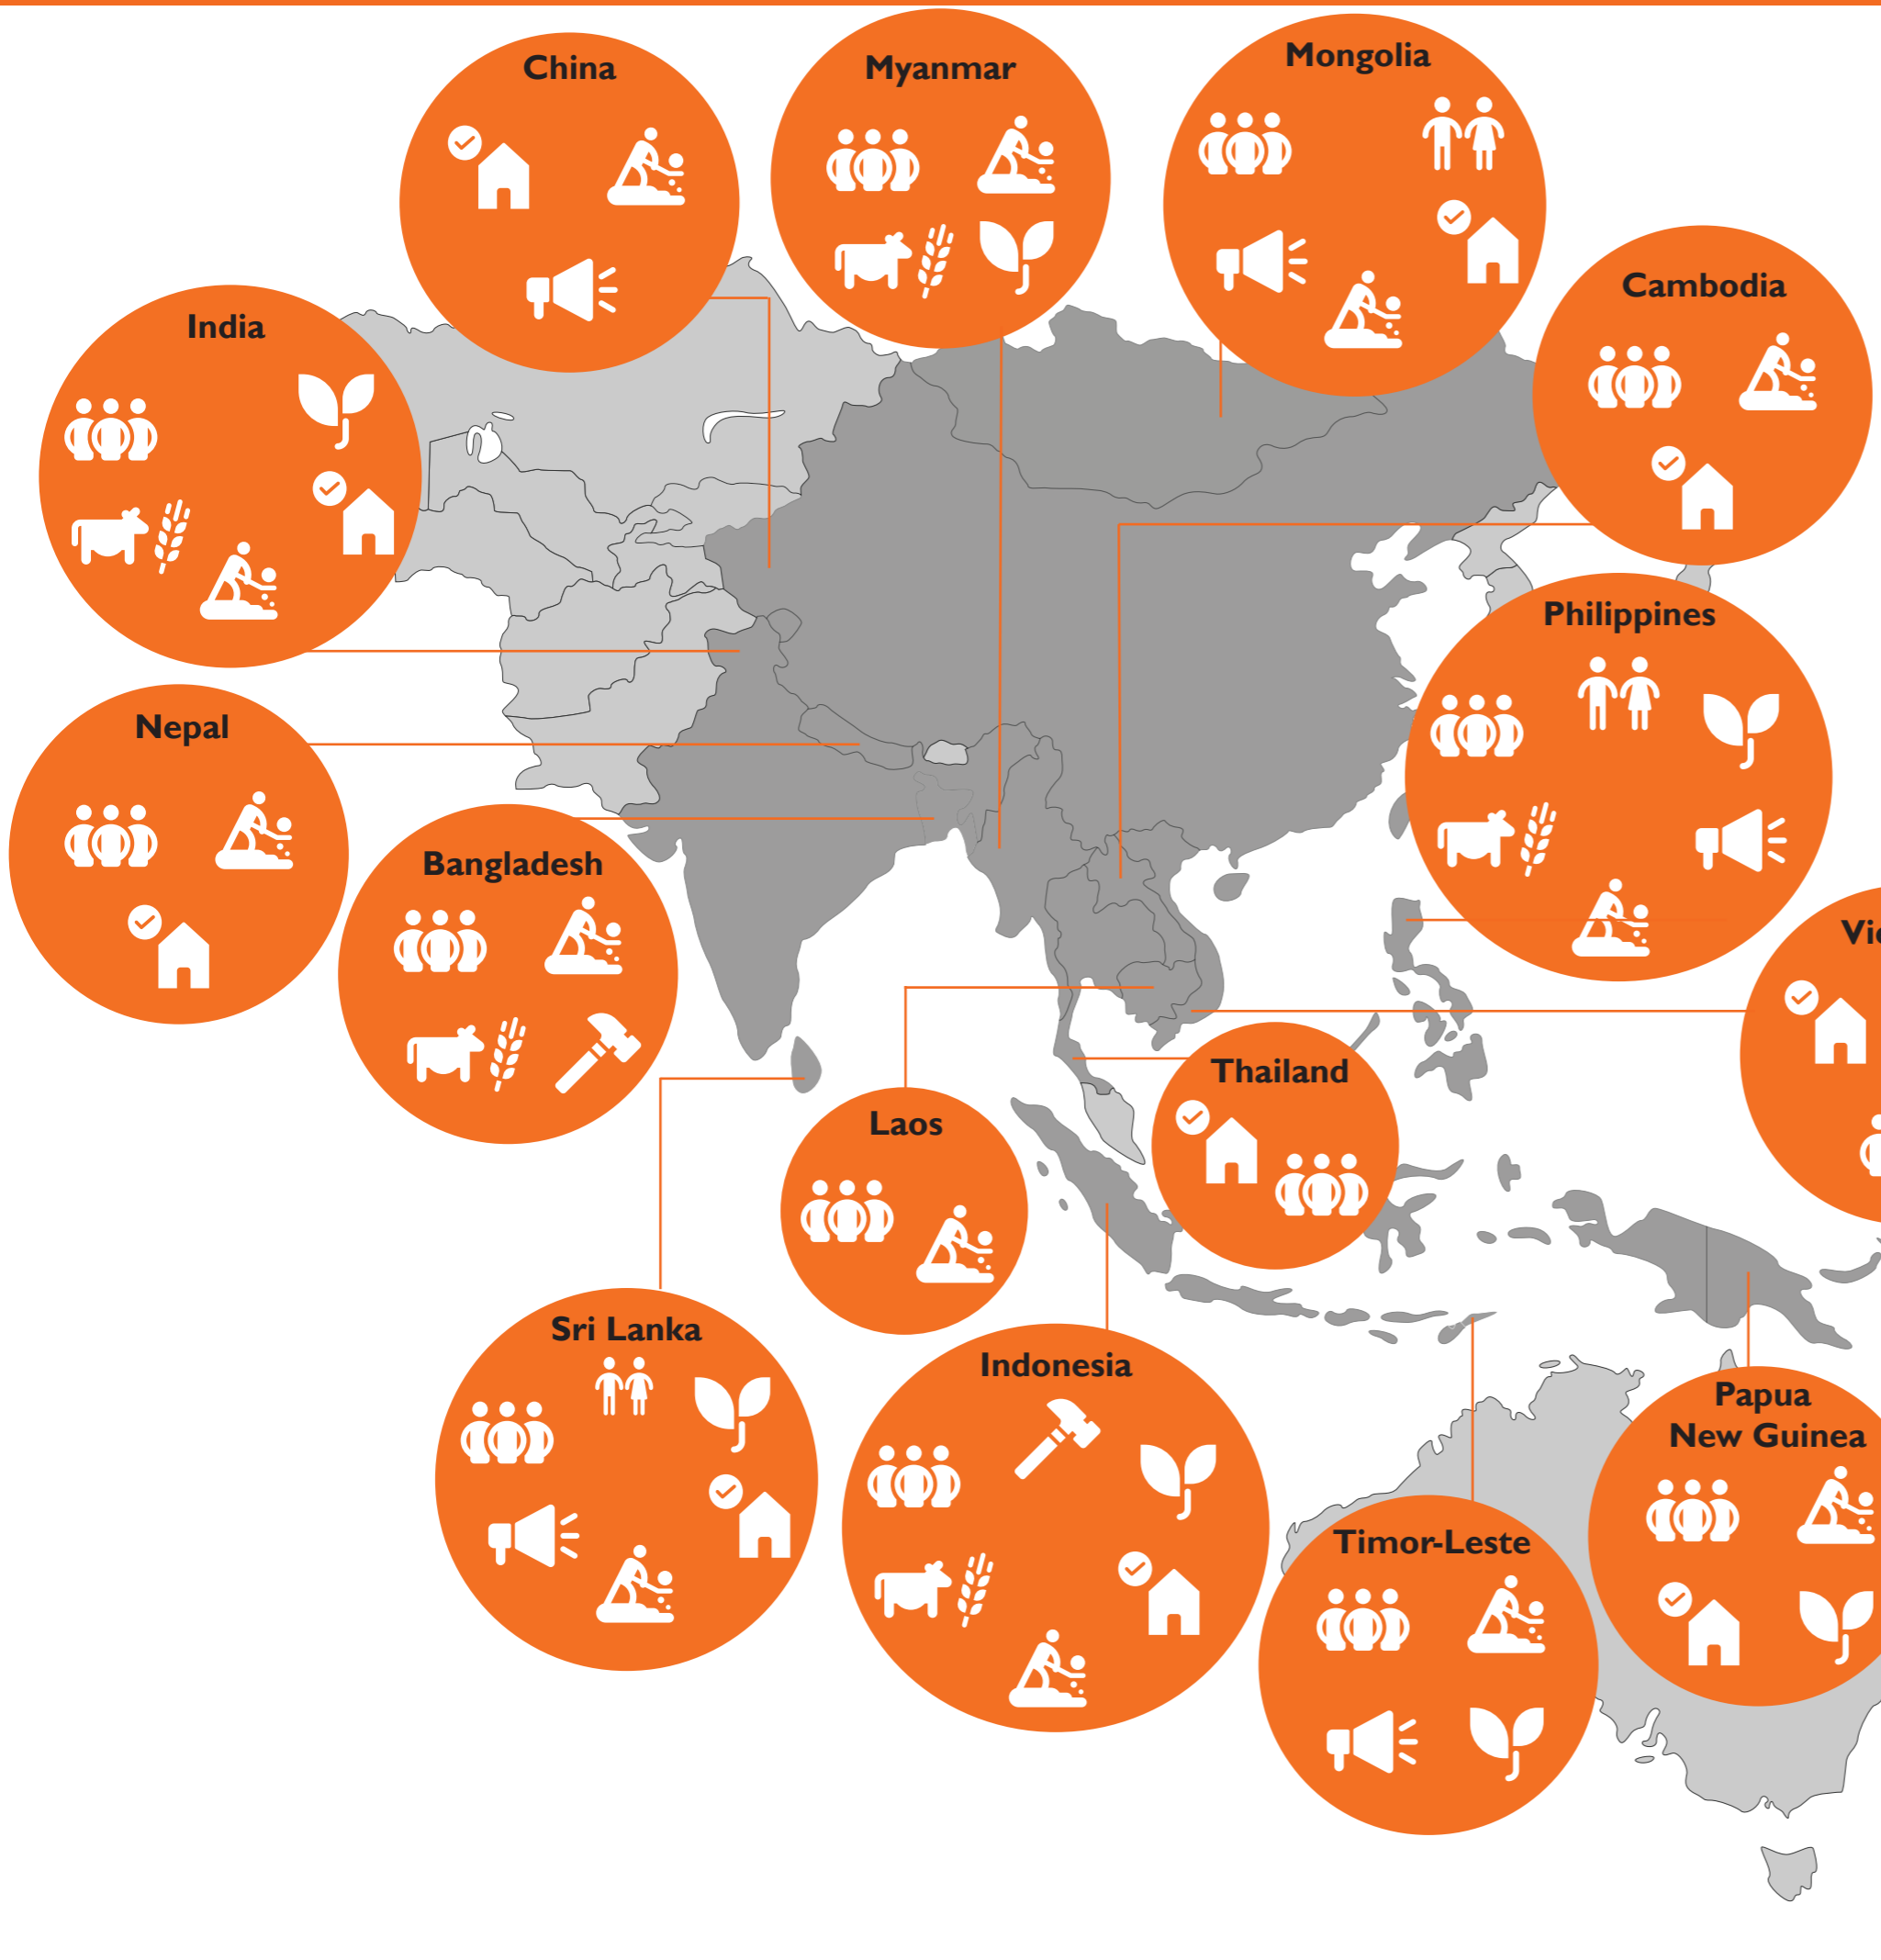 China
Myanmar
Mongolia
Cambodia
India
Philippines
Nepal
Bangladesh
Thailand
Laos
Sri Lanka
Indonesia
Papua
New Guinea
Timor-Leste